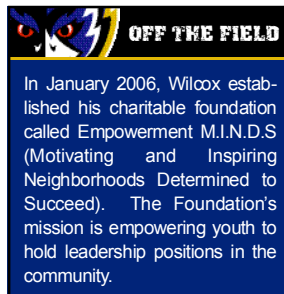 OFF THE FIELD
In January 2006, Wilcox estab-
lished his charitable foundation
called Empowerment M.I.N.D.S
(Motivating and Inspiring
Neighborhoods Determined to
Succeed). The Foundation's
mission is empowering youth to
hold leadership positions in the
community.